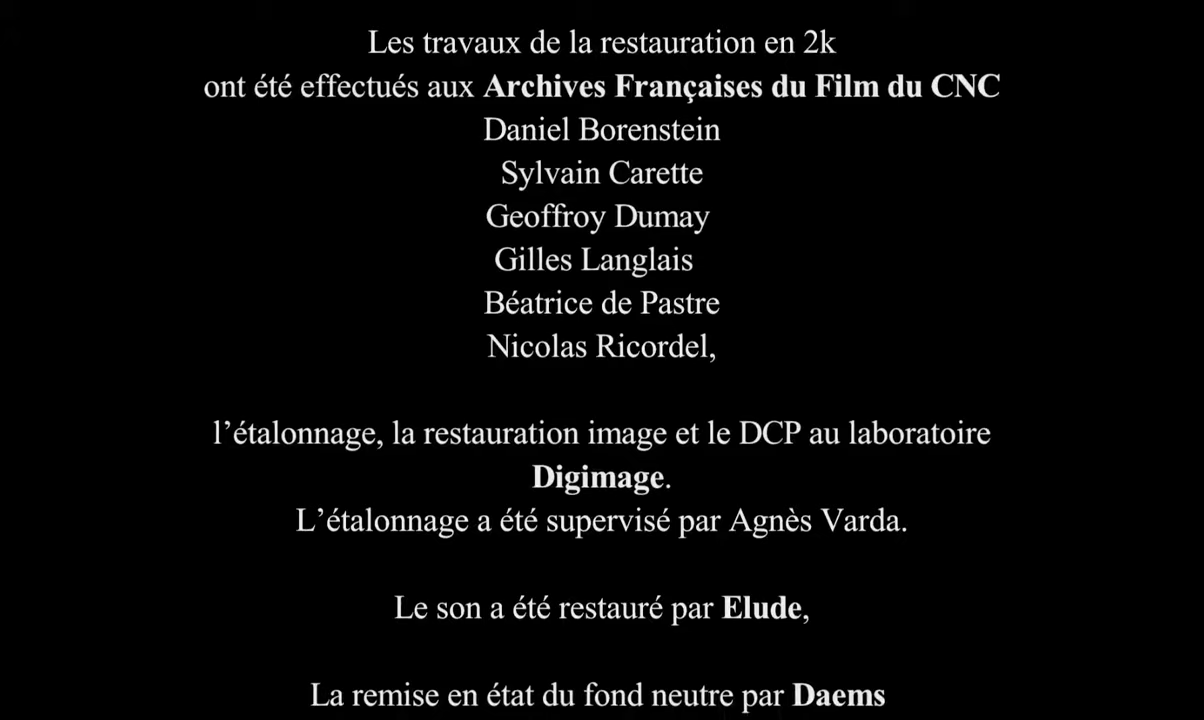 Les travaux de la restauration en 2k
ont été effectués aux Archives Françaises du Film du CNC
Daniel Borenstein
Sylvain Carette
Geoffroy Dumay
Gilles Langlais
Béatrice de Pastre
Nicolas Ricordel,
l’étalonnage, la restauration image et le DCP au laboratoire
Digimage.
L’étalonnage a été supervisé par Agnès Varda.
Le son a été restauré par Elude,
La remise en état du fond neutre par Daems